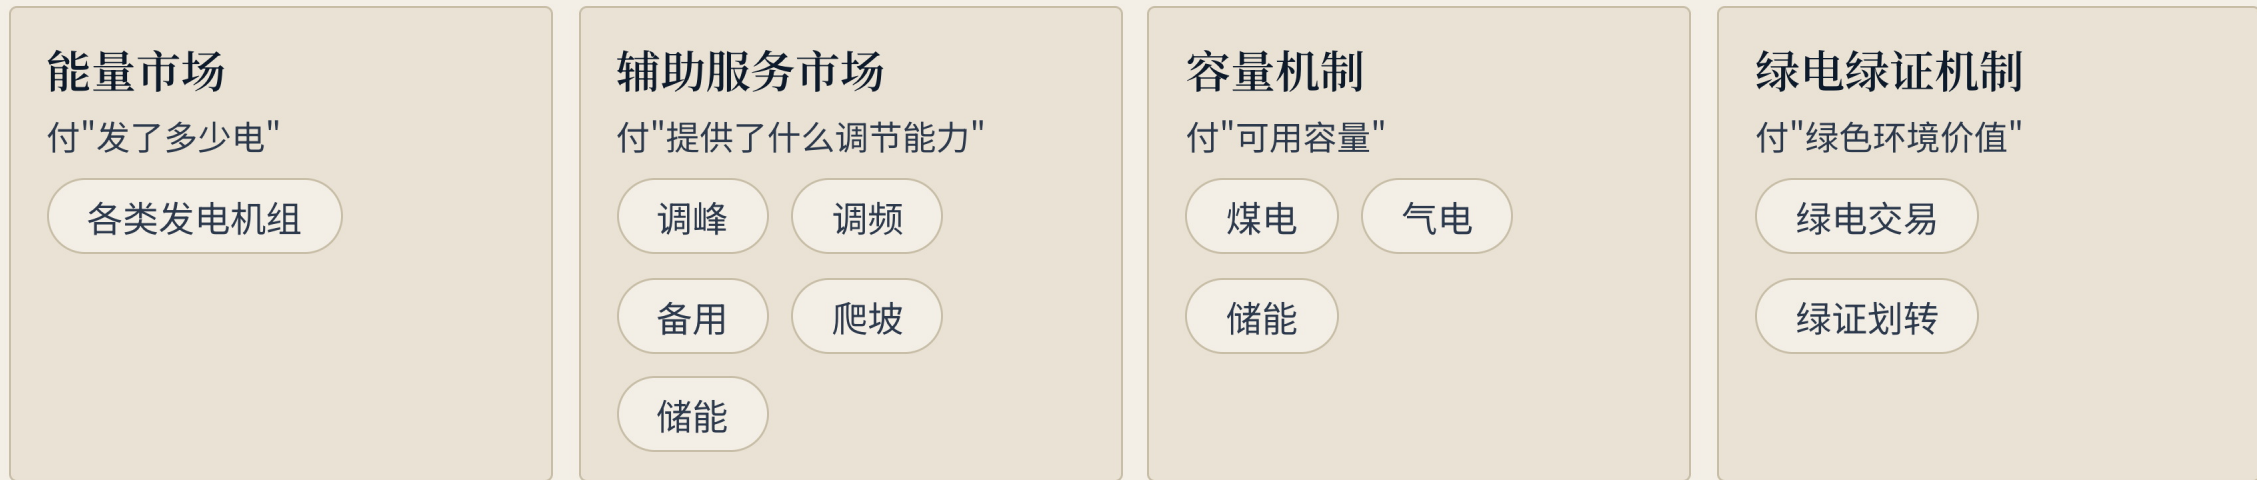 能量市场
付"发了多少电"
各类发电机组
辅助服务市场
付"提供了什么调节能力"
调峰
调频
备用
爬坡
储能
容量机制
付"可用容量"
煤电
气电
储能
绿电绿证机制
付"绿色环境价值"
绿电交易
绿证划转